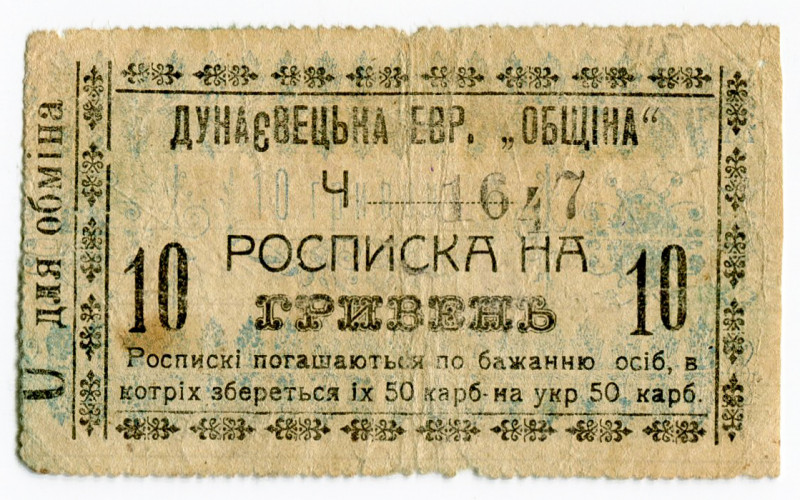 ДУНАЄВЕЦЬКА ЕВР. „ОБЩІНА“
Ч 1647
РОСПИСКА НА
10 ГРИВЕНЬ 10
Роспискі погашаються по бажанню осіб, в
котріх збереться їх 50 карб-на укр 50 карб.
для обміна